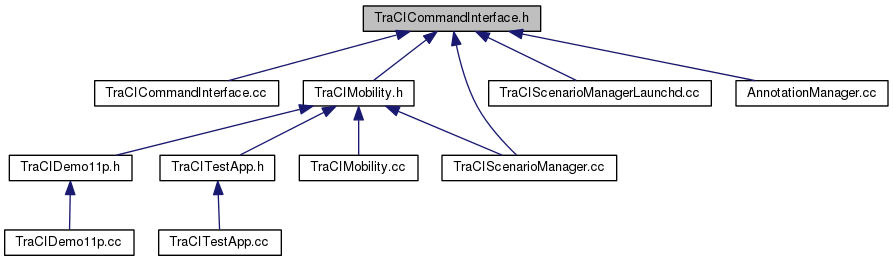 TraCICommandInterface.h
TraCICommandInterface.cc
TraCIMobility.h
TraCIScenarioManagerLaunchd.cc
AnnotationManager.cc
TraCIDemo11p.h
TraCITestApp.h
TraCIMobility.cc
TraCIScenarioManager.cc
TraCIDemo11p.cc
TraCITestApp.cc